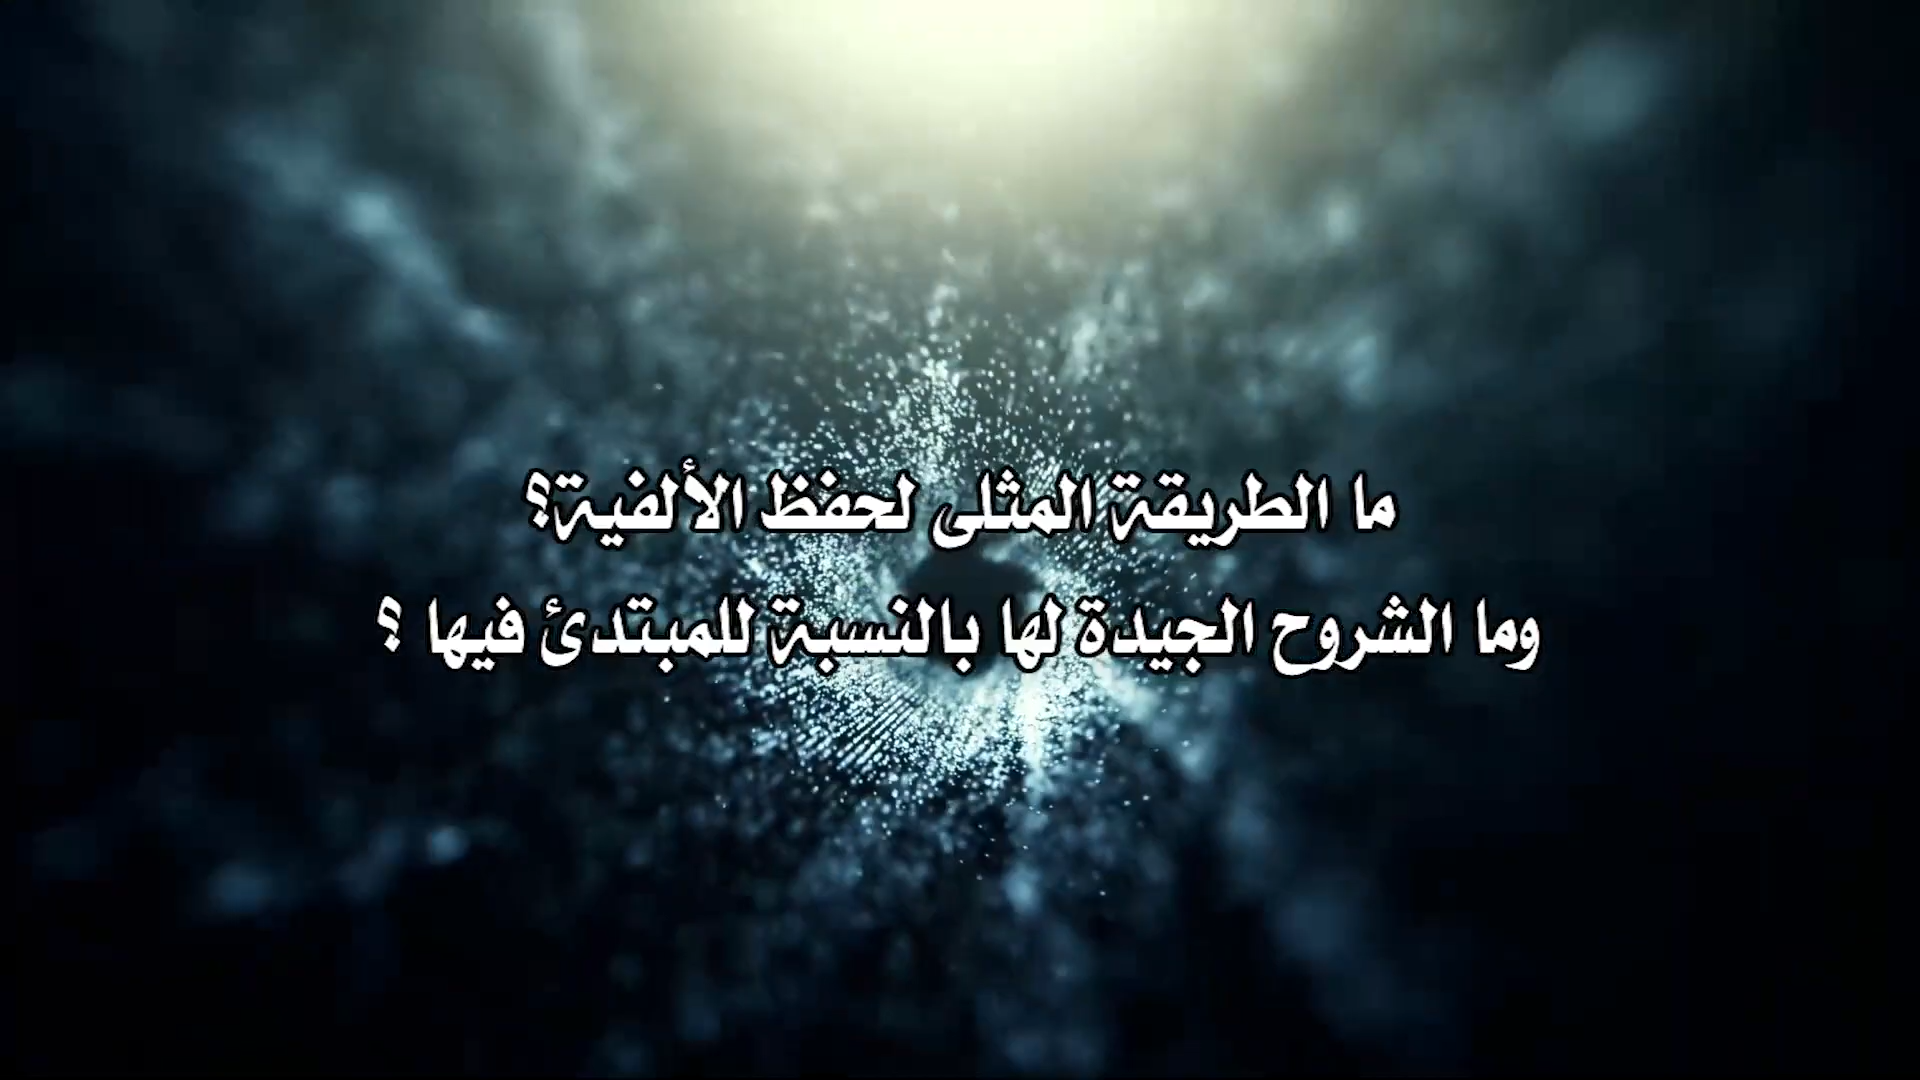 ما الطريقة المثلى لحفظ الألفية؟
وما الشروح الجيدة لها بالنسبة للمبتدئ فيها ؟